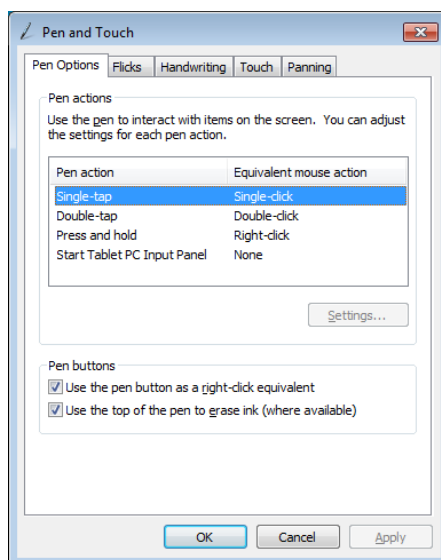 Pen and Touch
Pen Options Flicks Handwriting Touch Panning
Pen actions
Use the pen to interact with items on the screen. You can adjust
the settings for each pen action.
Pen action Equivalent mouse action
Single-tap Single-click
Double-tap Double-click
Press and hold Right-click
Start Tablet PC Input Panel None
Settings...
Pen buttons
Use the pen button as a right-click equivalent
Use the top of the pen to erase ink (where available)
OK Cancel Apply